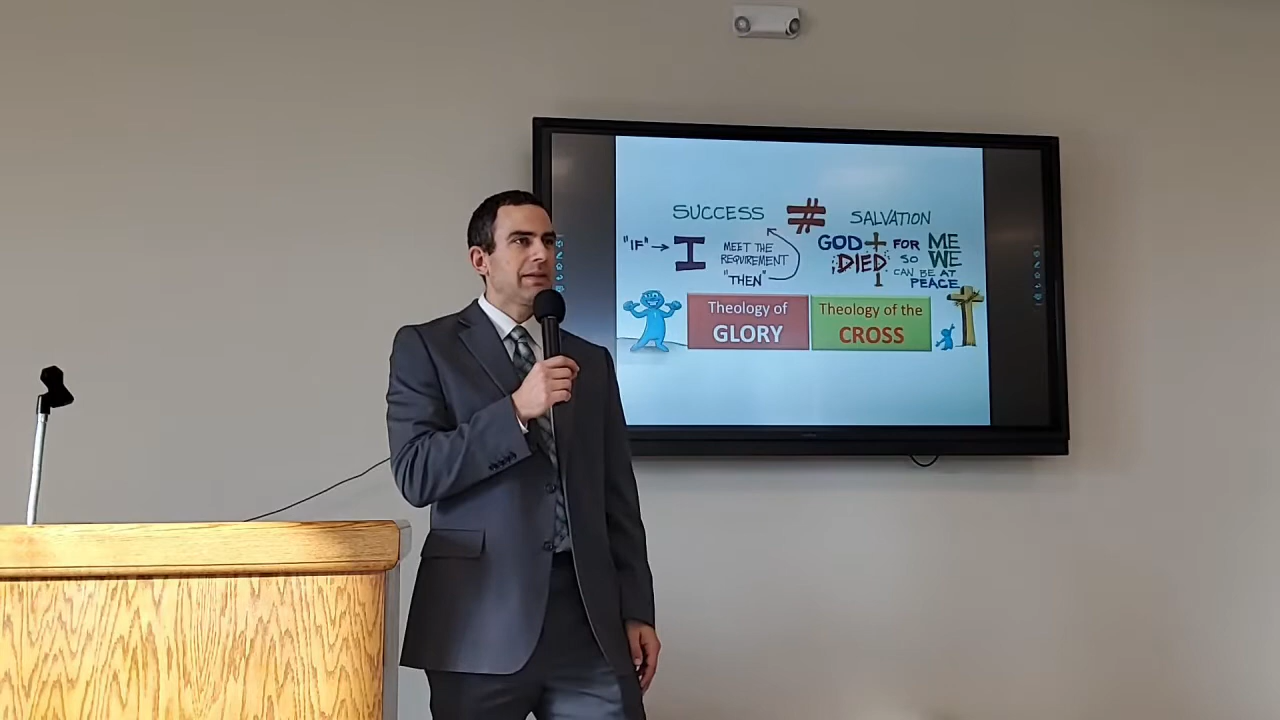 SUCCESS ≠ SALVATION
"IF" → I MEET THE
REQUIREMENT
"THEN"
GOD FOR ME
DIED SO WE
CAN BE AT
PEACE
Theology of
GLORY
Theology of the
CROSS